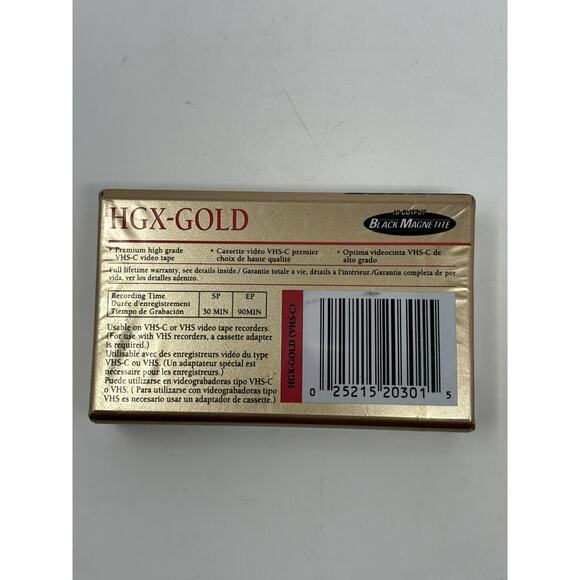 HGX-GOLD
HI-OUTPUT
BLACK MAGNETITE
• Premium high grade
VHS-C video tape
• Cassette vidéo VHS-C premier
choix de haute qualité
• Optima videocinta VHS-C de
alto grado
Full lifetime warranty, see details inside / Garantie totale à vie, détails à l'intérieur./Garantia completa de por
vida, ver los detalles adentro.
Recording Time SP EP
Durée d'enregistrement
Tiempo de Grabación 30 MIN 90MIN
Usable on VHS-C or VHS video tape recorders.
(For use with VHS recorders, a cassette adapter
is required.)
Utilisable avec des enregistreurs vidéo du type
VHS-C ou VHS. (Un adaptateur spécial est
nécessaire pour les enregistreurs.)
Puede utilizarse en videograbadoras tipo VHS-C
o VHS. ( Para utilizarse con videograbadoras tipo
VHS es necesario usar un adaptador de cassette.)
HGX-GOLD (VHS-C)
0 25215 20301 5